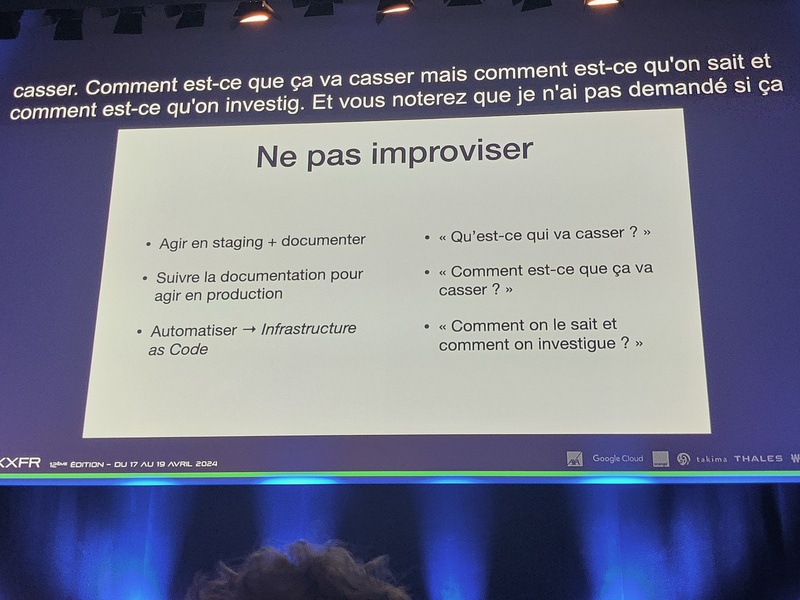 casser. Comment est-ce que ça va casser mais comment est-ce qu'on sait et
comment est-ce qu'on investig. Et vous noterez que je n'ai pas demandé si ça
Ne pas improviser
• Agir en staging + documenter
• Suivre la documentation pour
agir en production
• Automatiser → Infrastructure
as Code
• « Qu'est-ce qui va casser ? »
• « Comment est-ce que ça va
casser ? »
• « Comment on le sait et
comment on investigue ? »
XXFR 12ème ÉDITION - DU 17 AU 19 AVRIL 2024
AXA Google Cloud takima THALES